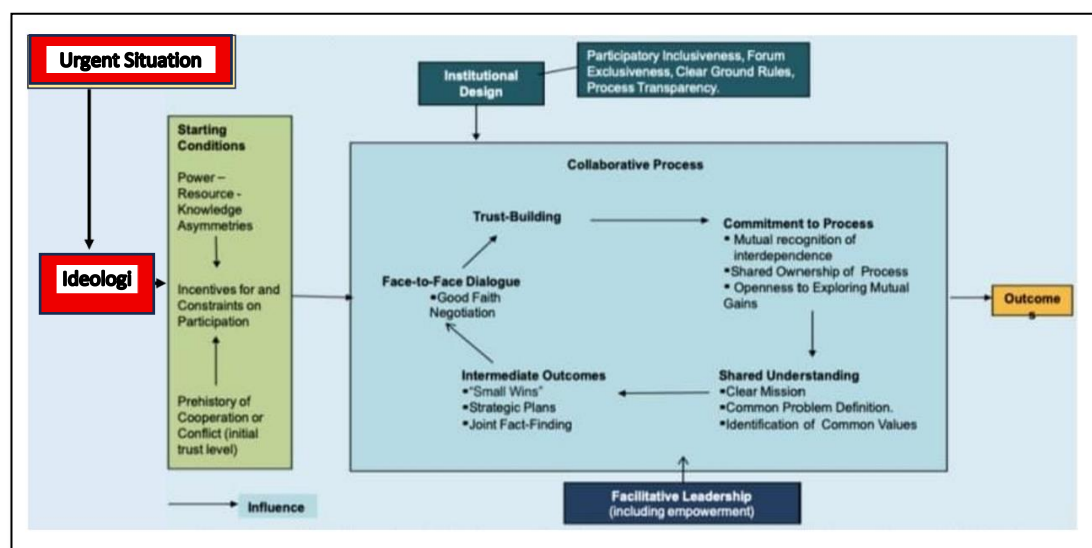 Urgent Situation
Ideologi
Starting
Conditions
Power –
Resource -
Knowledge
Asymmetries
Incentives for and
Constraints on
Participation
Prehistory of
Cooperation or
Conflict (initial
trust level)
Influence
Institutional
Design
Participatory Inclusiveness, Forum
Exclusiveness, Clear Ground Rules,
Process Transparency.
Collaborative Process
Trust-Building
Commitment to Process
▪ Mutual recognition of
interdependence
▪Shared Ownership of Process
▪ Openness to Exploring Mutual
Gains
Face-to-Face Dialogue
▪Good Faith
Negotiation
Intermediate Outcomes
▪"Small Wins"
▪Strategic Plans
▪Joint Fact-Finding
Shared Understanding
▪Clear Mission
▪Common Problem Definition.
▪Identification of Common Values
Facilitative Leadership
(including empowerment)
Outcome
s